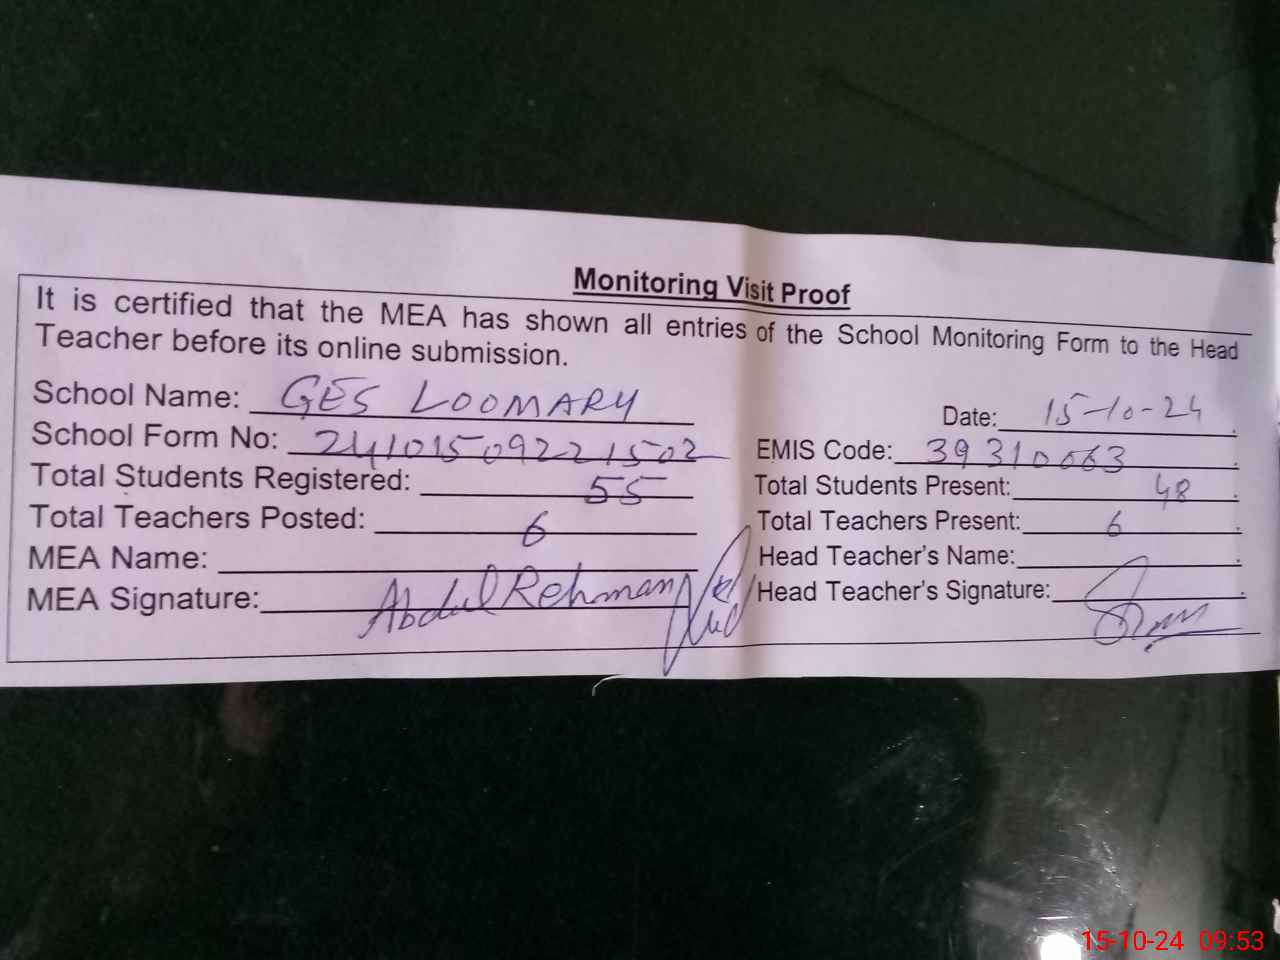 Monitoring Visit Proof
It is certified that the MEA has shown all entries of the School Monitoring Form to the Head
Teacher before its online submission.
School Name: GES LOOMARY
Date: 15-10-24
School Form No: 241015092221502
EMIS Code: 39310063
Total Students Registered: 55
Total Students Present: 48
Total Teachers Posted: 6
Total Teachers Present: 6
MEA Name:
Head Teacher's Name:
MEA Signature: Abdul Rehman
Head Teacher's Signature:
15-10-24 09:53